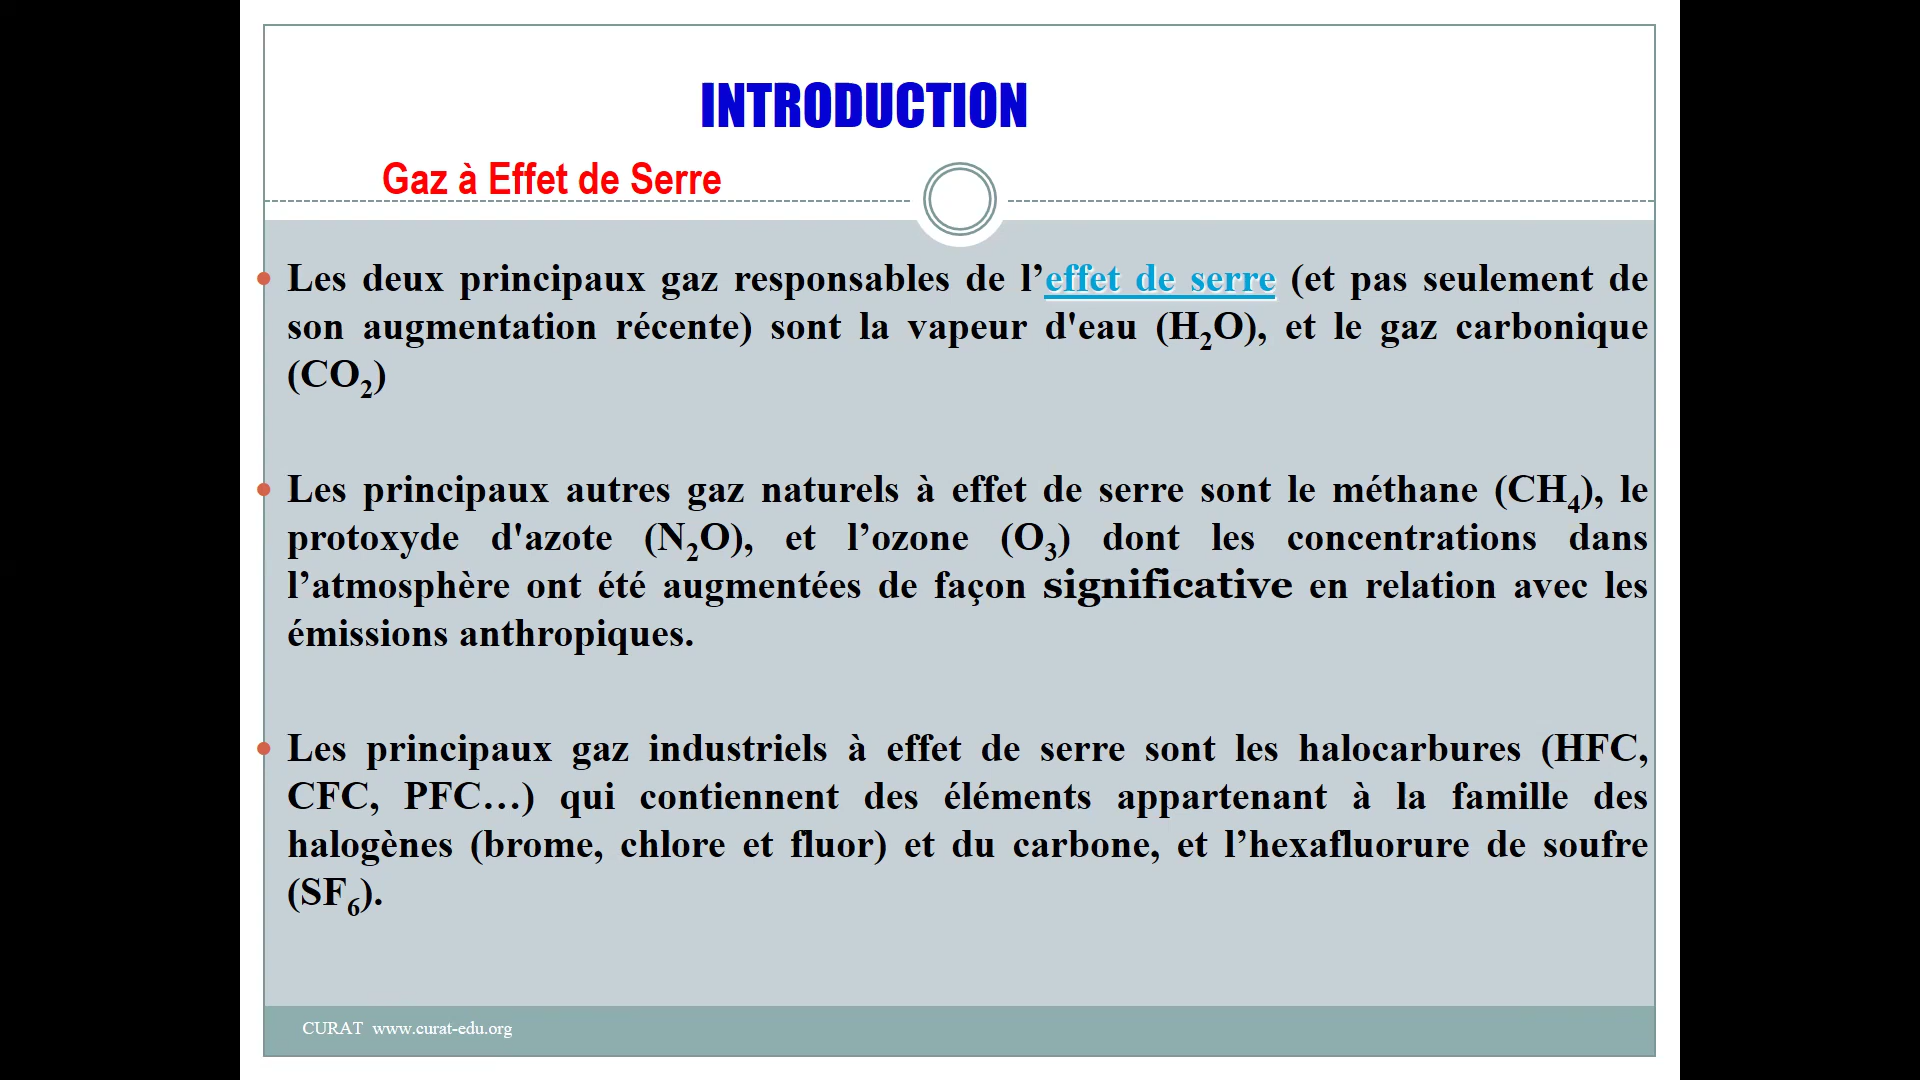 INTRODUCTION
Gaz à Effet de Serre
Les deux principaux gaz responsables de l’effet de serre (et pas seulement de
son augmentation récente) sont la vapeur d'eau (H₂O), et le gaz carbonique
(CO₂)
Les principaux autres gaz naturels à effet de serre sont le méthane (CH₄), le
protoxyde d'azote (N₂O), et l’ozone (O₃) dont les concentrations dans
l’atmosphère ont été augmentées de façon significative en relation avec les
émissions anthropiques.
Les principaux gaz industriels à effet de serre sont les halocarbures (HFC,
CFC, PFC…) qui contiennent des éléments appartenant à la famille des
halogènes (brome, chlore et fluor) et du carbone, et l’hexafluorure de soufre
(SF₆).
CURAT www.curat-edu.org